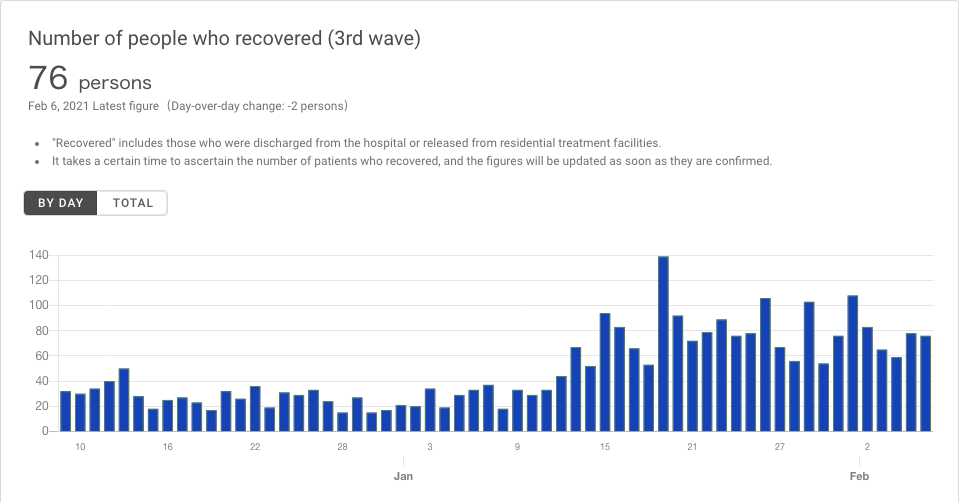 Number of people who recovered (3rd wave)
76 persons
Feb 6, 2021 Latest figure (Day-over-day change: -2 persons)
• "Recovered" includes those who were discharged from the hospital or released from residential treatment facilities.
• It takes a certain time to ascertain the number of patients who recovered, and the figures will be updated as soon as they are confirmed.
BY DAY TOTAL
140
120
100
80
60
40
20
0
10 16 22 28 3 9 15 21 27 2
Jan Feb